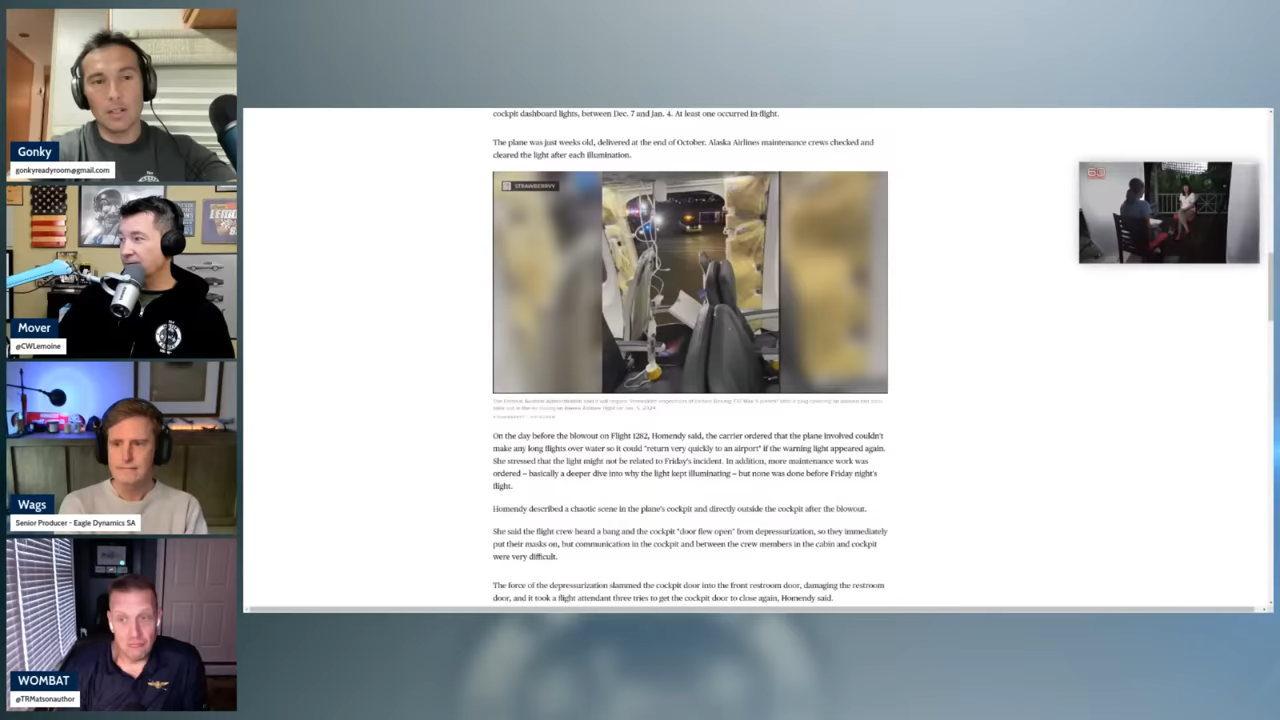 Gonky
gonkyreadyroom@gmail.com
Mover
@CWLemoine
Wags
Senior Producer - Eagle Dynamics SA
WOMBAT
@TRMatsonauthor
cockpit dashboard lights, between Dec. 7 and Jan. 4. At least one occurred in-flight.
The plane was just weeks old, delivered at the end of October. Alaska Airlines maintenance crews checked and
cleared the light after each illumination.
STRAWBERRVY
On the day before the blowout on Flight 1282, Homendy said, the carrier ordered that the plane involved couldn't
make any long flights over water so it could "return very quickly to an airport" if the warning light appeared again.
She stressed that the light might not be related to Friday's incident. In addition, more maintenance work was
ordered – basically a deeper dive into why the light kept illuminating – but none was done before Friday night's
flight.
Homendy described a chaotic scene in the plane's cockpit and directly outside the cockpit after the blowout.
She said the flight crew heard a bang and the cockpit "door flew open" from depressurization, so they immediately
put their masks on, but communication in the cockpit and between the crew members in the cabin and cockpit
were very difficult.
The force of the depressurization slammed the cockpit door into the front restroom door, damaging the restroom
door, and it took a flight attendant three tries to get the cockpit door to close again, Homendy said.
60